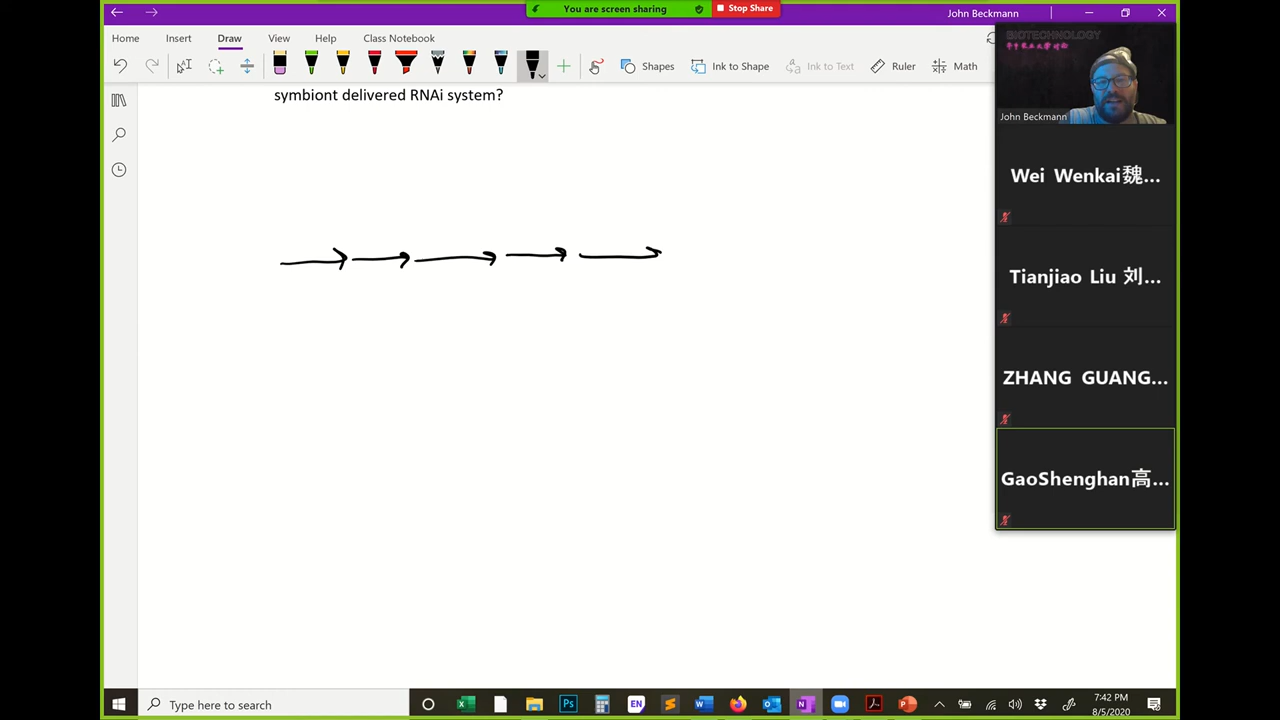 You are screen sharing
Stop Share
John Beckmann
Home Insert Draw View Help Class Notebook
Shapes Ink to Shape Ink to Text Ruler Math
symbiont delivered RNAi system?
BIOTECHNOLOGY
John Beckmann
Wei Wenkai魏...
Tianjiao Liu 刘...
ZHANG GUANG...
GaoShenghan高...
Type here to search
EN
7:42 PM
8/5/2020